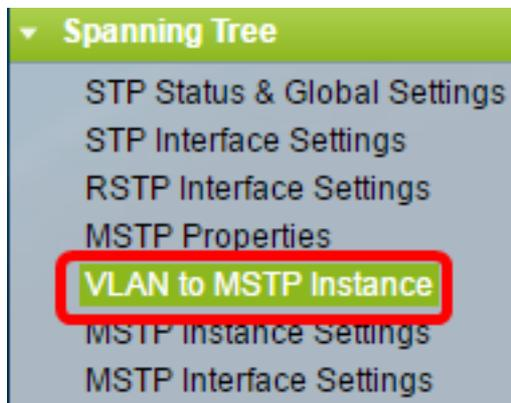 Spanning Tree
STP Status & Global Settings
STP Interface Settings
RSTP Interface Settings
MSTP Properties
VLAN to MSTP Instance
MSTP Instance Settings
MSTP Interface Settings